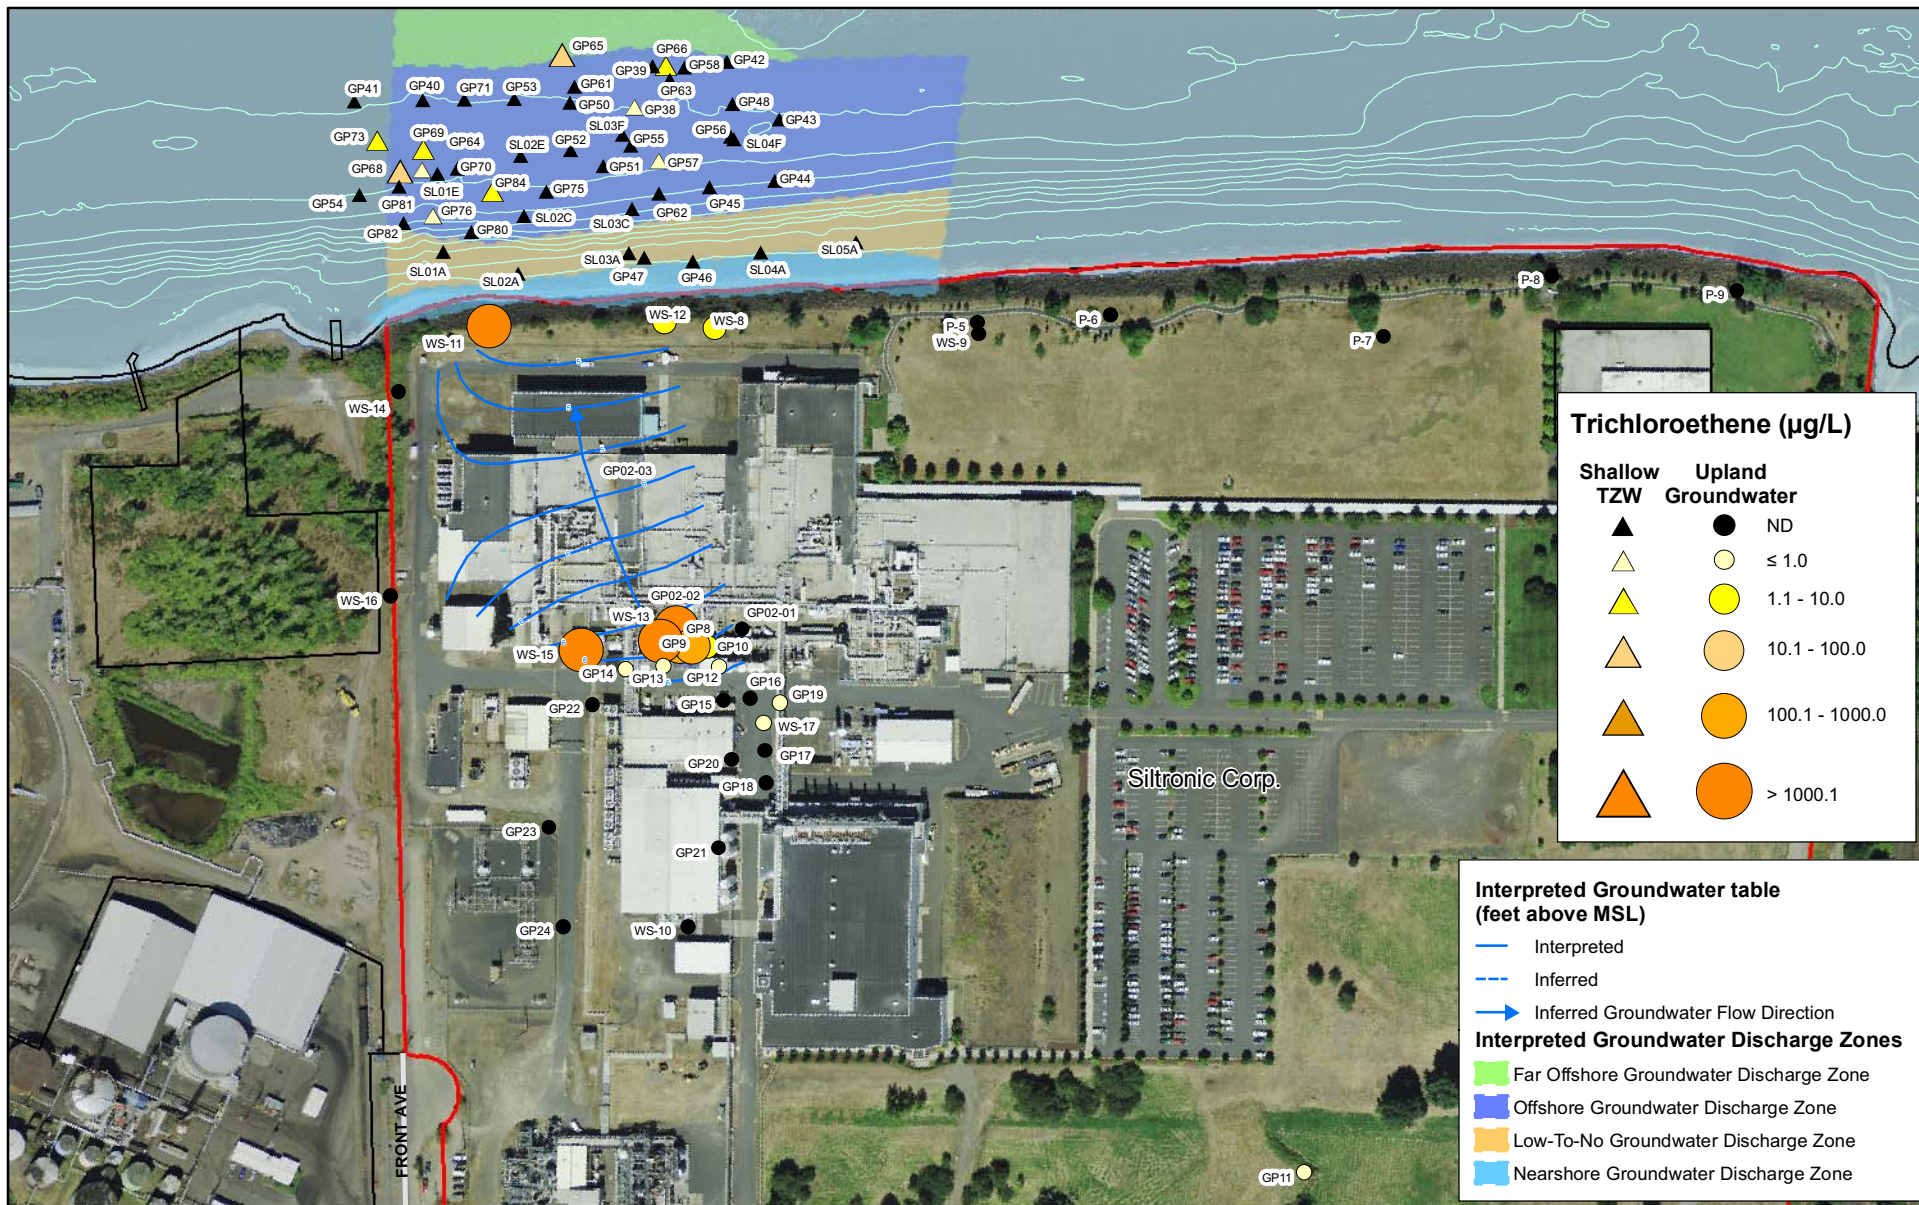 GP65
GP66
GP42
GP39
GP58
GP61
GP63
GP41
GP40
GP71
GP53
GP50
GP38
GP48
GP43
GP73
GP69
GP64
SL02E
GP52
SL03F
GP55
GP56
SL04F
GP68
GP70
GP51
GP57
SL01E
GP84
GP75
GP44
GP54
GP81
GP76
SL02C
SL03C
GP62
GP45
GP82
GP80
SL01A
SL02A
SL03A
GP47
GP46
SL04A
SL05A
P-8
P-9
WS-12
WS-8
WS-11
P-5
WS-9
P-6
P-7
WS-14
GP02-03
WS-16
GP02-02
WS-13
GP02-01
GP8
GP9
GP10
WS-15
GP14
GP13
GP12
GP22
GP15
GP16
GP19
WS-17
GP20
GP17
GP18
GP23
GP21
GP24
WS-10
GP11
Siltronic Corp.
FRONT AVE
Trichloroethene (µg/L)
Shallow TZW
Upland Groundwater
ND
≤ 1.0
1.1 - 10.0
10.1 - 100.0
100.1 - 1000.0
> 1000.1
Interpreted Groundwater table
(feet above MSL)
Interpreted
Inferred
Inferred Groundwater Flow Direction
Interpreted Groundwater Discharge Zones
Far Offshore Groundwater Discharge Zone
Offshore Groundwater Discharge Zone
Low-To-No Groundwater Discharge Zone
Nearshore Groundwater Discharge Zone